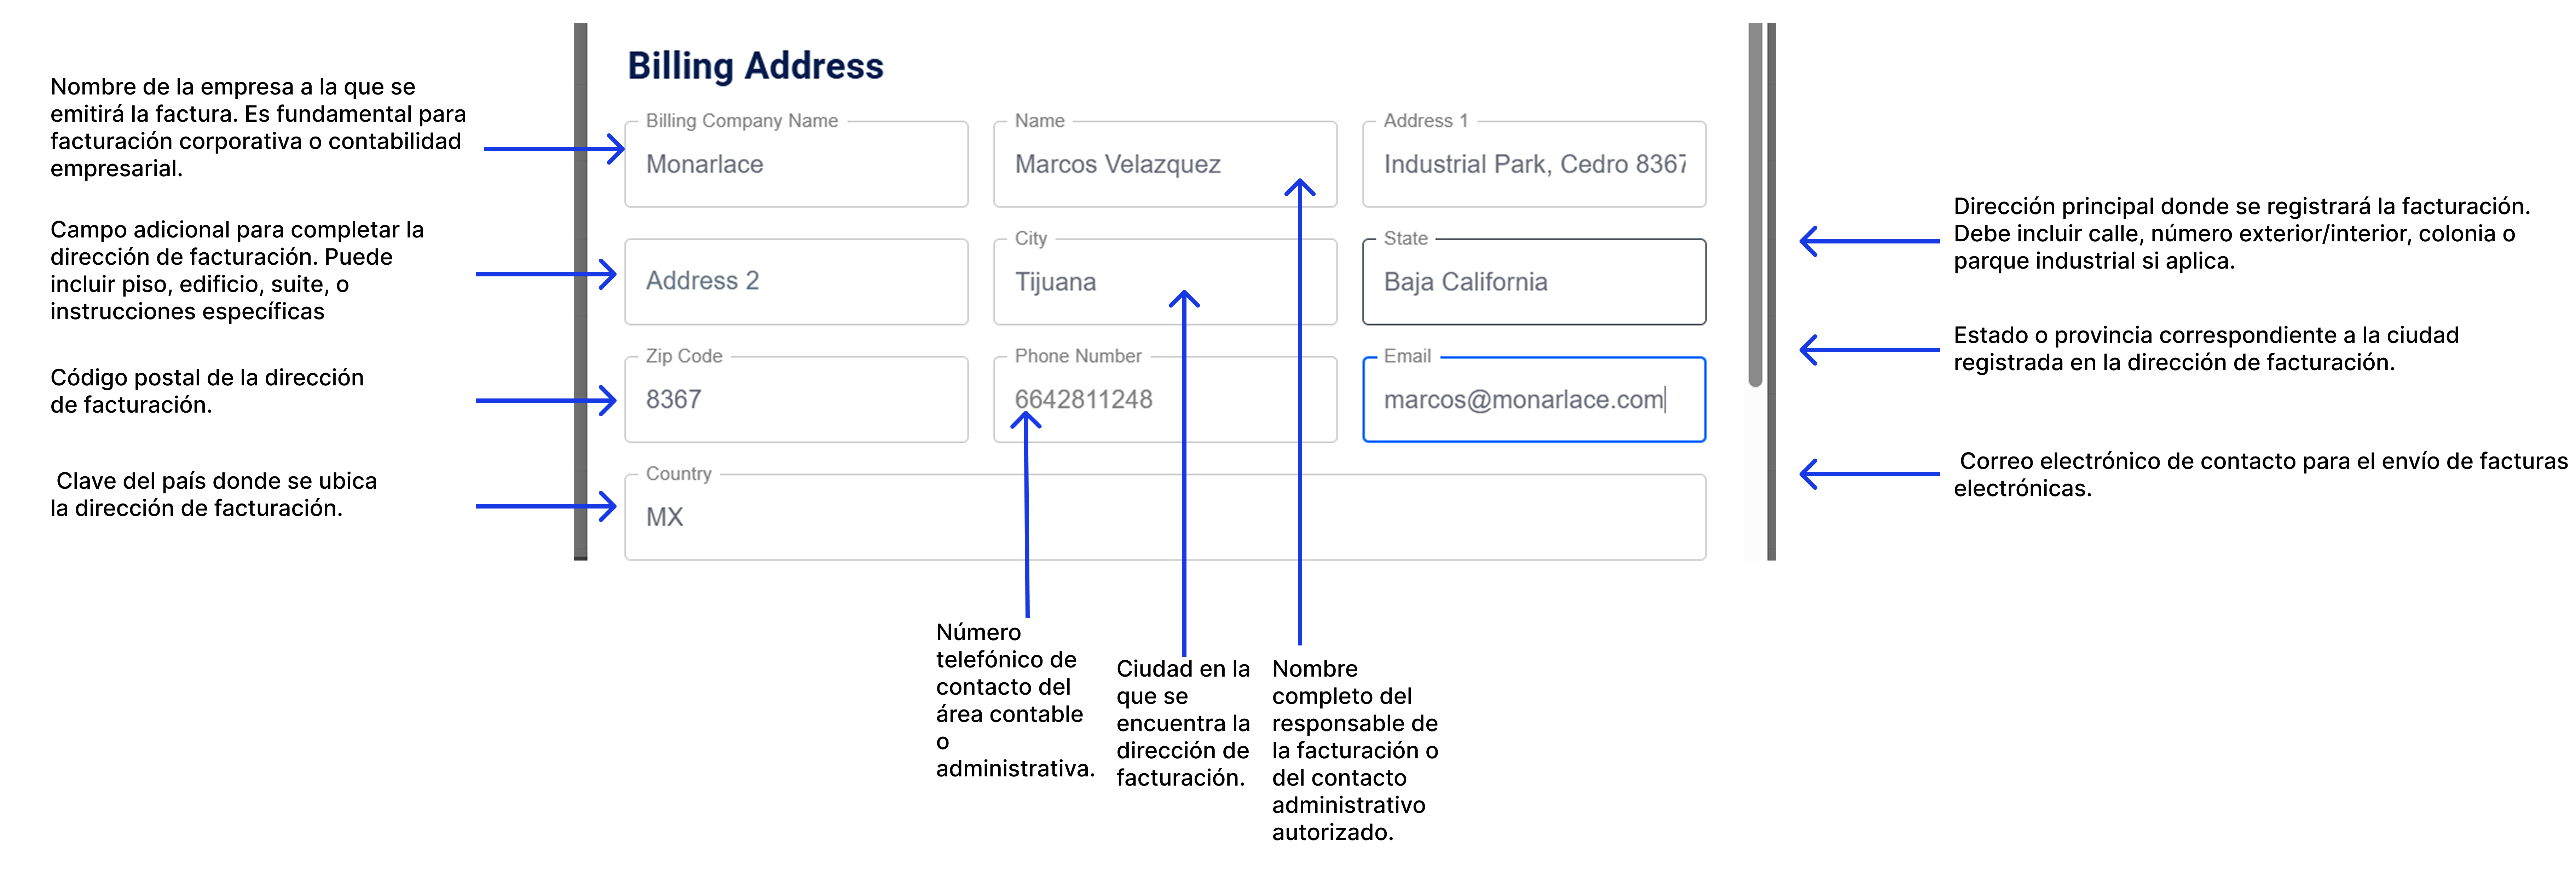 Nombre de la empresa a la que se
emitirá la factura. Es fundamental para
facturación corporativa o contabilidad
empresarial.
Campo adicional para completar la
dirección de facturación. Puede
incluir piso, edificio, suite, o
instrucciones específicas
Código postal de la dirección
de facturación.
Clave del país donde se ubica
la dirección de facturación.
Billing Address
Billing Company Name
Monarlace
Name
Marcos Velazquez
Address 1
Industrial Park, Cedro 8367
Address 2
City
Tijuana
State
Baja California
Zip Code
8367
Phone Number
6642811248
Email
marcos@monarlace.com
Country
MX
Dirección principal donde se registrará la facturación.
Debe incluir calle, número exterior/interior, colonia o
parque industrial si aplica.
Estado o provincia correspondiente a la ciudad
registrada en la dirección de facturación.
Correo electrónico de contacto para el envío de facturas
electrónicas.
Número
telefónico de
contacto del
área contable
o
administrativa.
Ciudad en la
que se
encuentra la
dirección de
facturación.
Nombre
completo del
responsable de
la facturación o
del contacto
administrativo
autorizado.